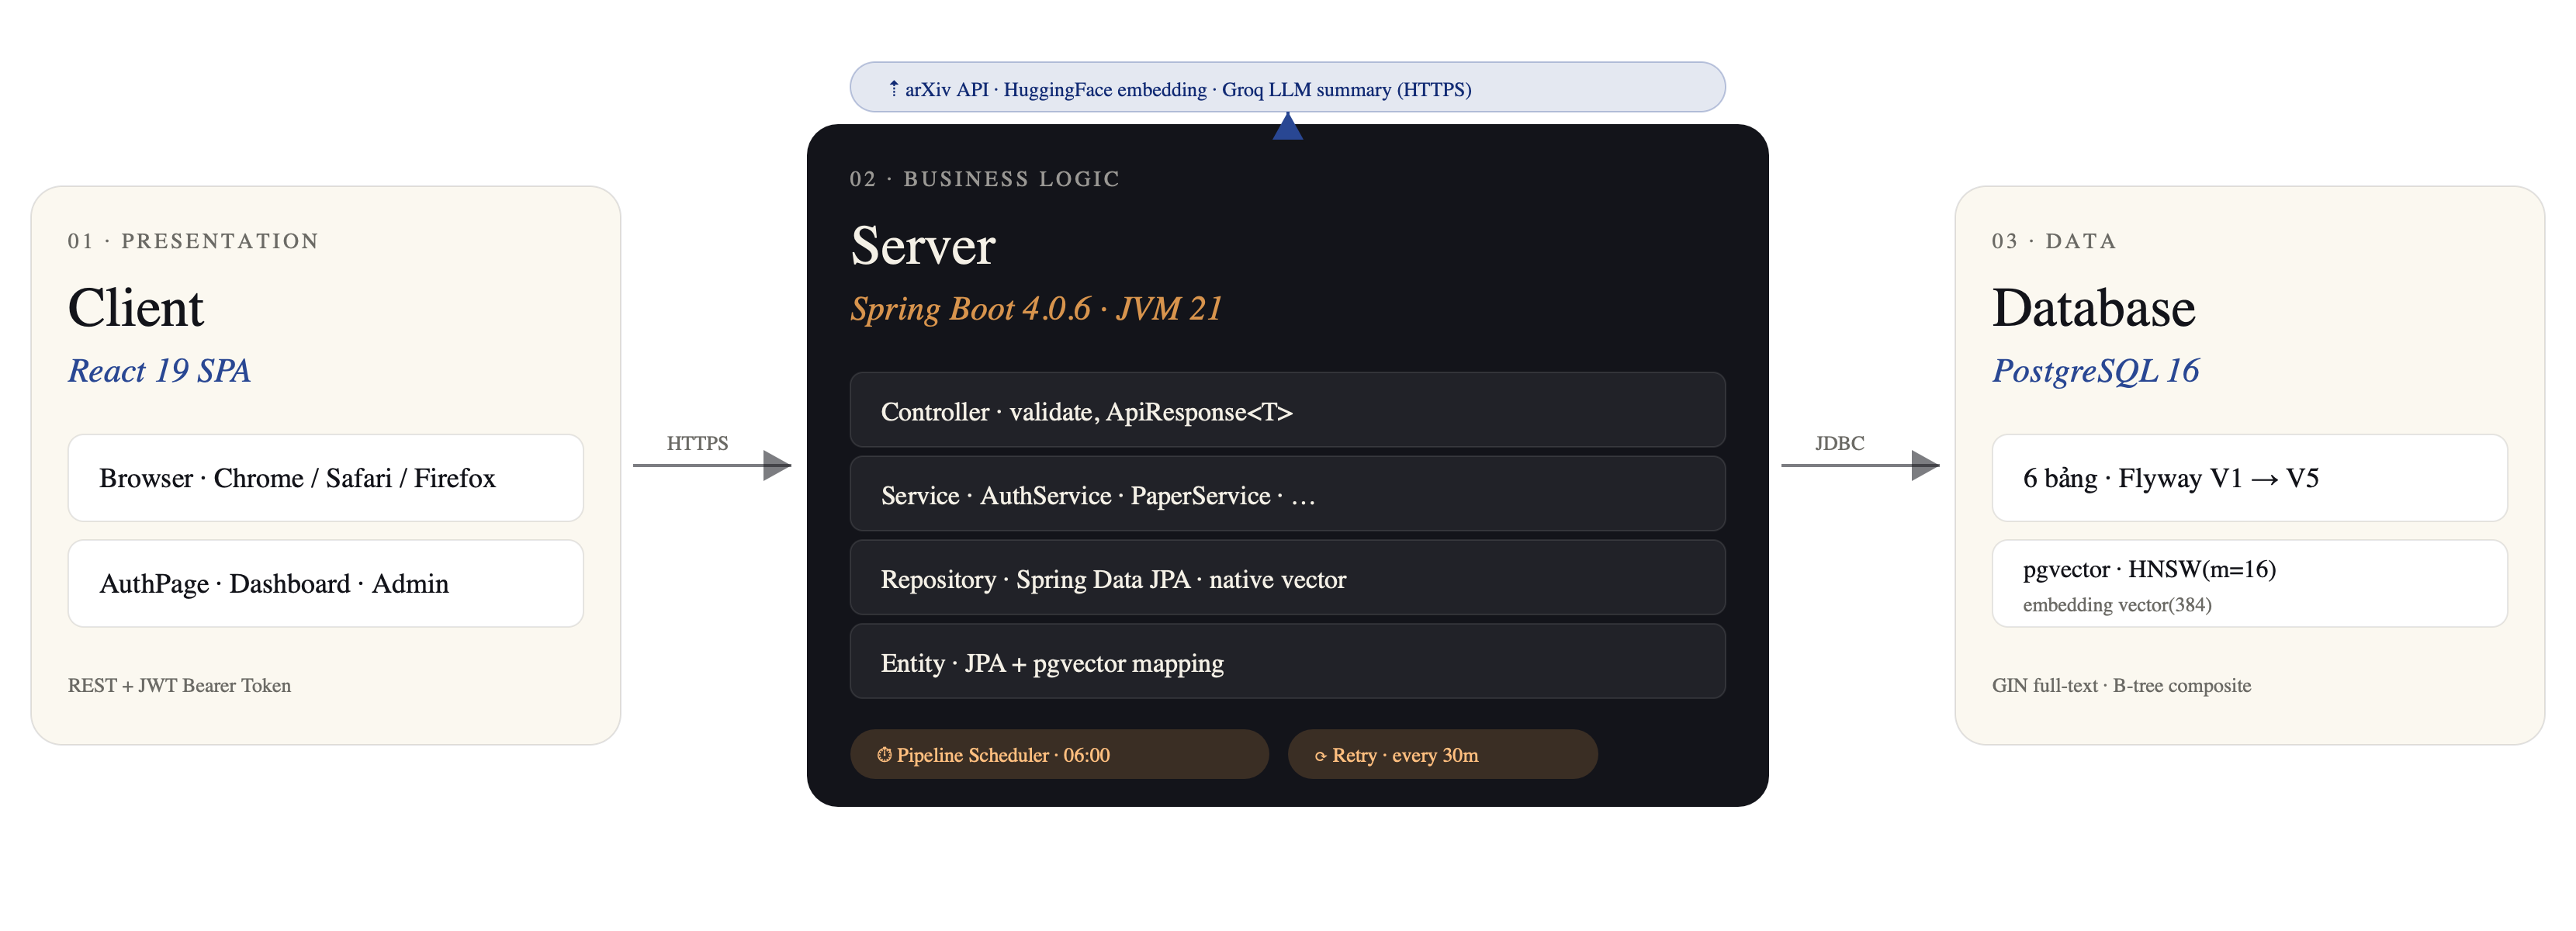 ⇡ arXiv API · HuggingFace embedding · Groq LLM summary (HTTPS)
01 · PRESENTATION
Client
React 19 SPA
Browser · Chrome / Safari / Firefox
AuthPage · Dashboard · Admin
REST + JWT Bearer Token
HTTPS
02 · BUSINESS LOGIC
Server
Spring Boot 4.0.6 · JVM 21
Controller · validate, ApiResponse<T>
Service · AuthService · PaperService · …
Repository · Spring Data JPA · native vector
Entity · JPA + pgvector mapping
⏱ Pipeline Scheduler · 06:00
⟳ Retry · every 30m
JDBC
03 · DATA
Database
PostgreSQL 16
6 bảng · Flyway V1 → V5
pgvector · HNSW(m=16)
embedding vector(384)
GIN full-text · B-tree composite